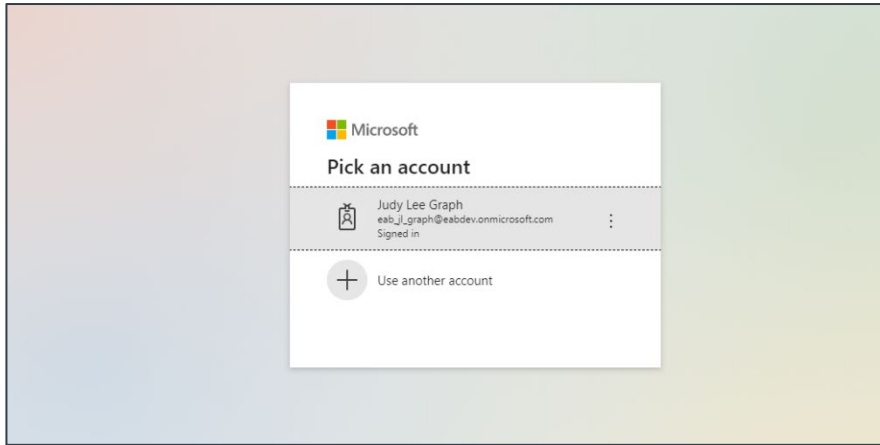 Microsoft
Pick an account
Judy Lee Graph
eab_jl_graph@eabdev.onmicrosoft.com
Signed in
Use another account